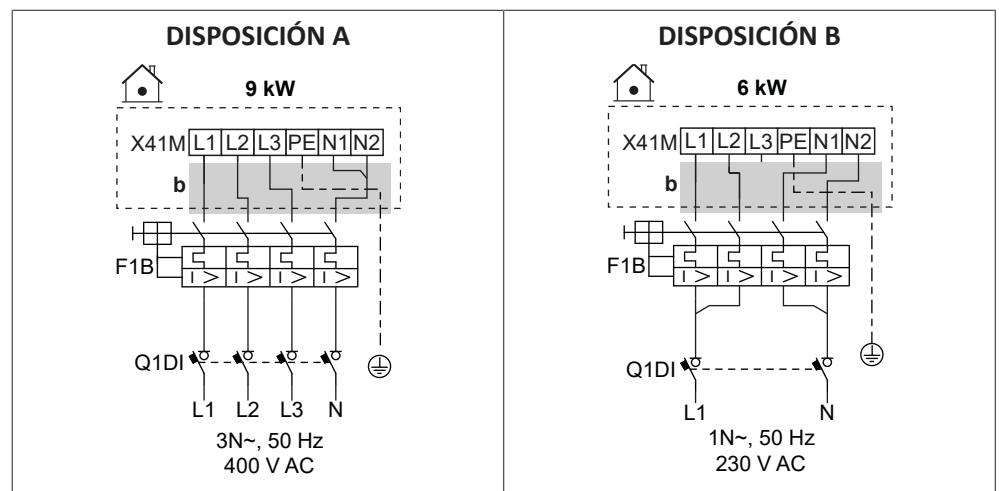 DISPOSICIÓN A
9 kW
X41M L1 L2 L3 PE N1 N2
b
F1B
I > I > I > I >
Q1DI
L1 L2 L3 N
3N~, 50 Hz
400 V AC
DISPOSICIÓN B
6 kW
X41M L1 L2 L3 PE N1 N2
b
F1B
I > I > I > I >
Q1DI
L1 N
1N~, 50 Hz
230 V AC